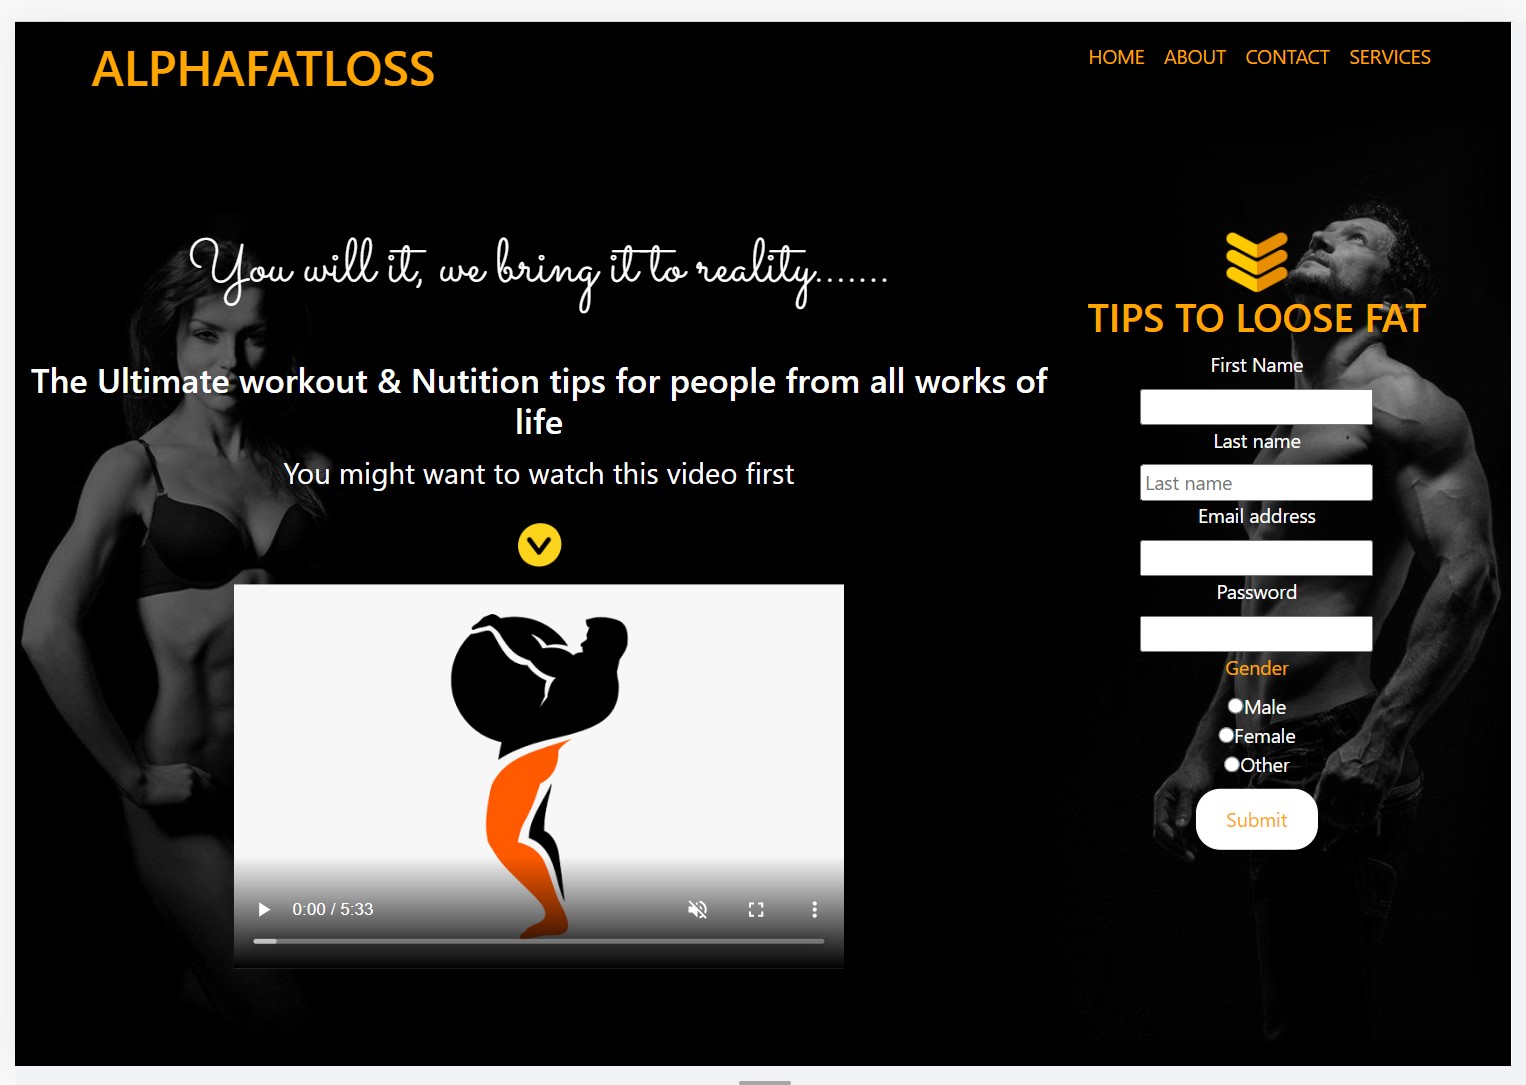 ALPHAFATLOSS
HOME ABOUT CONTACT SERVICES
You will it, we bring it to reality.......
The Ultimate workout & Nutition tips for people from all works of
life
You might want to watch this video first
0:00 / 5:33
TIPS TO LOOSE FAT
First Name
Last name
Last name
Email address
Password
Gender
Male
Female
Other
Submit